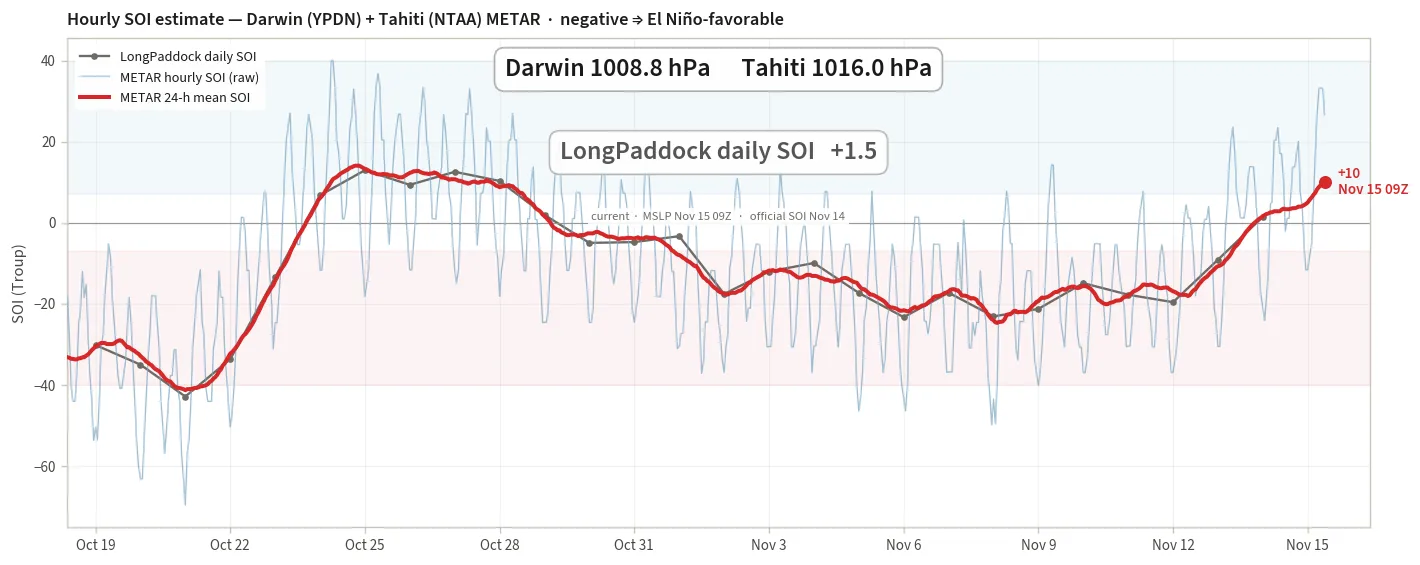 Hourly SOI estimate — Darwin (YPDN) + Tahiti (NTAA) METAR · negative ⇒ El Niño-favorable
LongPaddock daily SOI
METAR hourly SOI (raw)
METAR 24-h mean SOI
Darwin 1008.8 hPa Tahiti 1016.0 hPa
LongPaddock daily SOI +1.5
current · MSLP Nov 15 09Z · official SOI Nov 14
+10
Nov 15 09Z
SOI (Troup)
40
20
0
−20
−40
−60
Oct 19 Oct 22 Oct 25 Oct 28 Oct 31 Nov 3 Nov 6 Nov 9 Nov 12 Nov 15